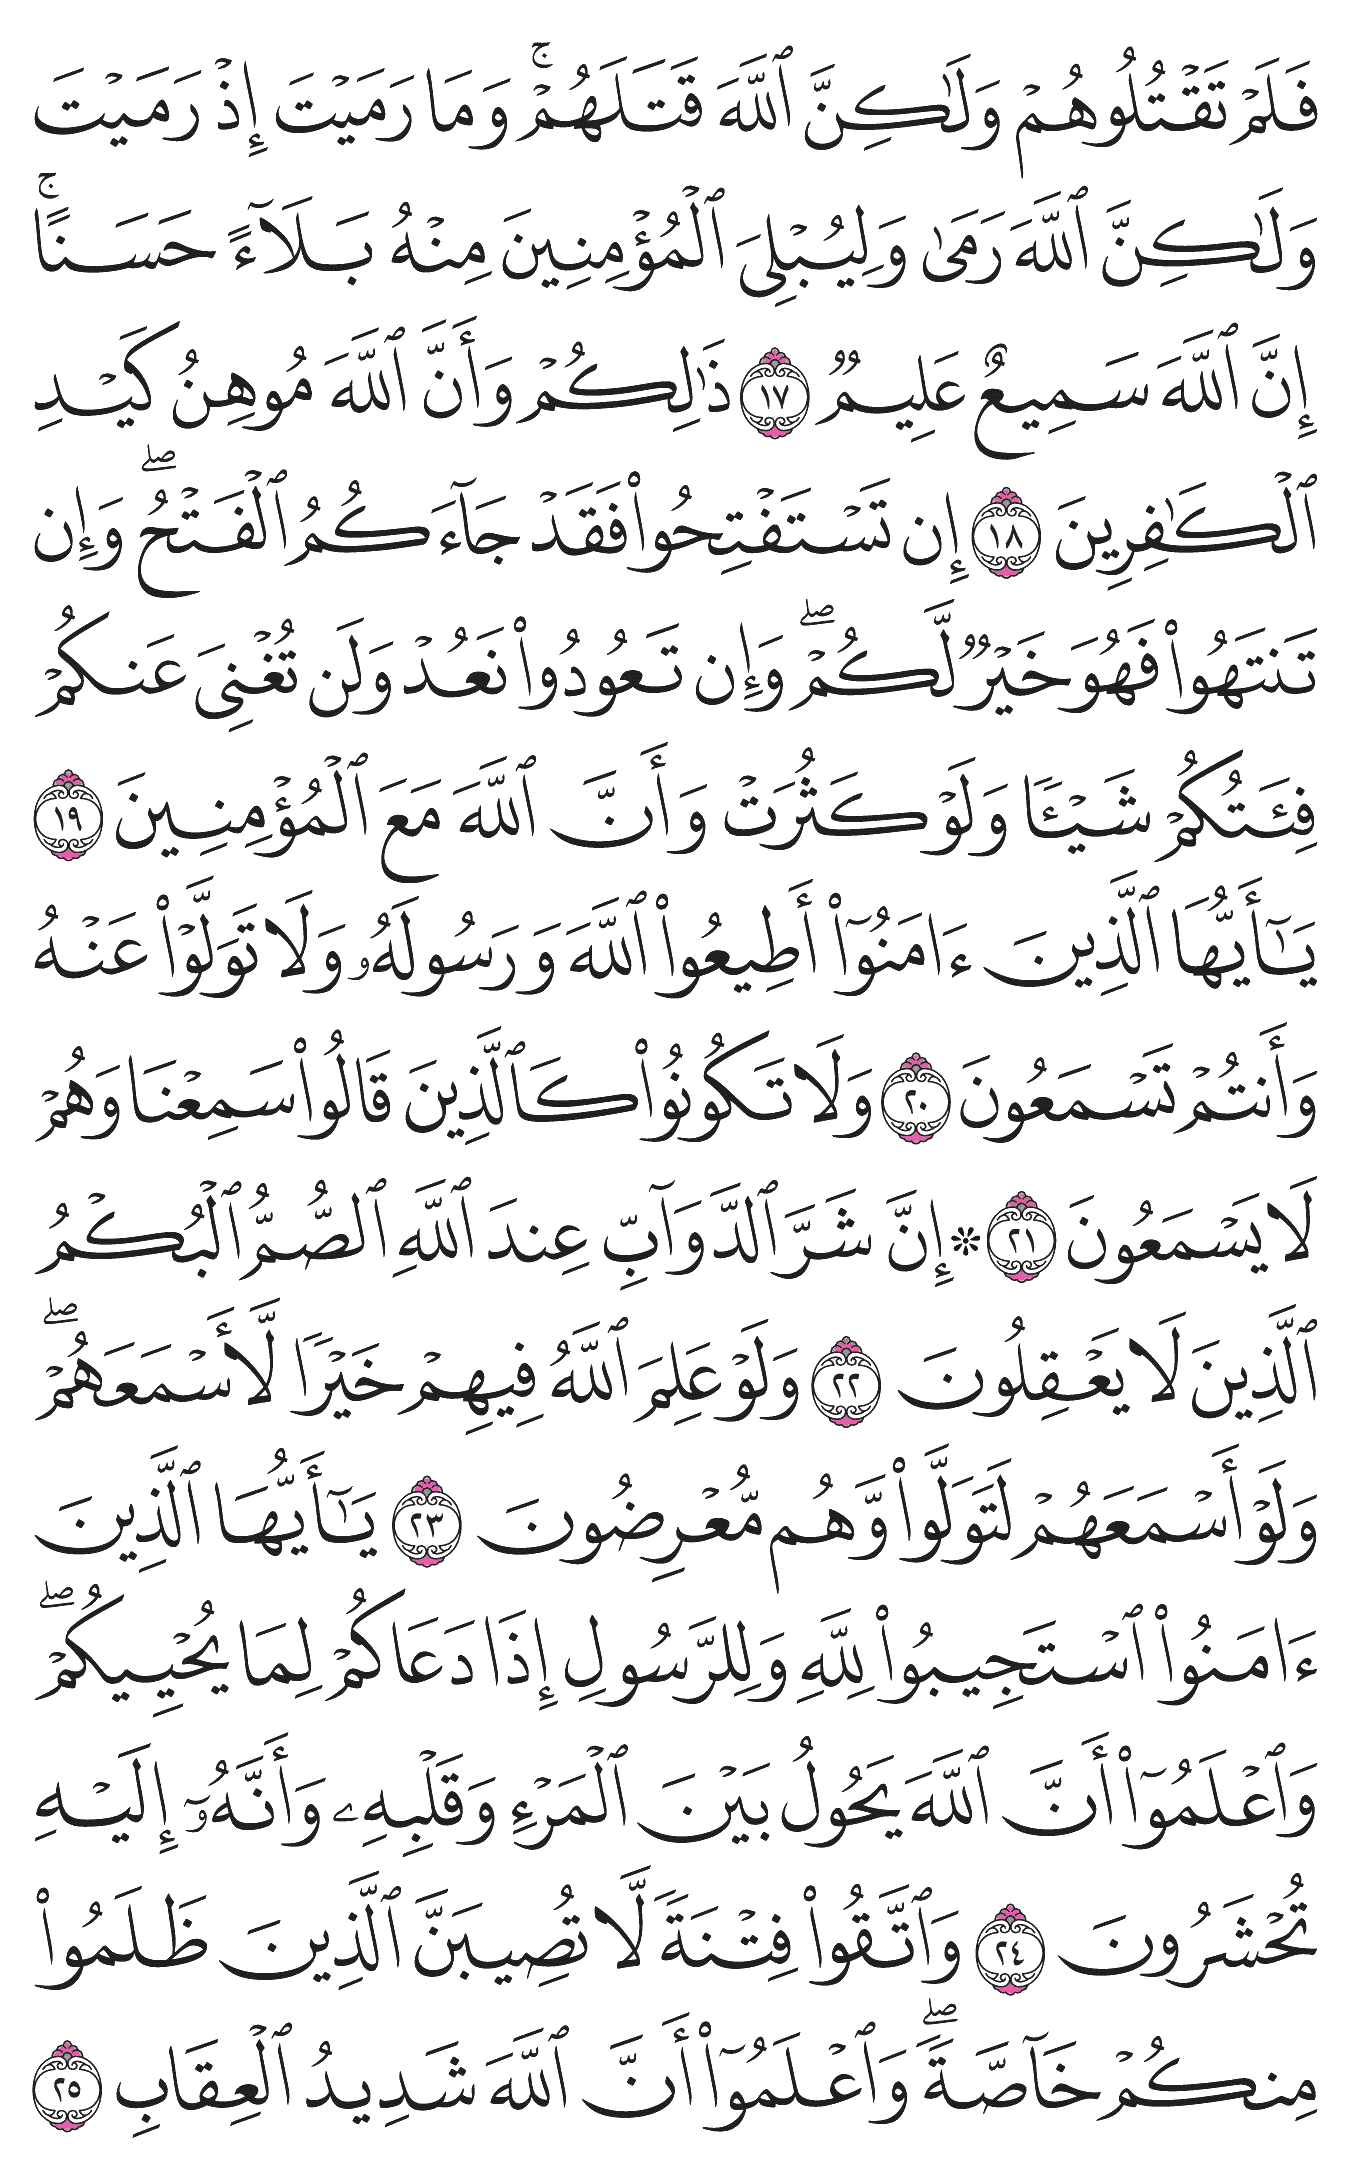 فَلَمْ تَقْتُلُوهُمْ وَلَٰكِنَّ ٱللَّهَ قَتَلَهُمْۚ وَمَا رَمَيْتَ إِذْ رَمَيْتَ
وَلَٰكِنَّ ٱللَّهَ رَمَىٰ وَلِيُبْلِىَ ٱلْمُؤْمِنِينَ مِنْهُ بَلَآءً حَسَنًاۚ
إِنَّ ٱللَّهَ سَمِيعٌ عَلِيمٌ ١٧ ذَٰلِكُمْ وَأَنَّ ٱللَّهَ مُوهِنُ كَيْدِ
ٱلْكَٰفِرِينَ ١٨ إِن تَسْتَفْتِحُوا۟ فَقَدْ جَآءَكُمُ ٱلْفَتْحُۖ وَإِن
تَنتَهُوا۟ فَهُوَ خَيْرٌ لَّكُمْۖ وَإِن تَعُودُوا۟ نَعُدْ وَلَن تُغْنِىَ عَنكُمْ
فِئَتُكُمْ شَيْـًٔا وَلَوْ كَثُرَتْ وَأَنَّ ٱللَّهَ مَعَ ٱلْمُؤْمِنِينَ ١٩
يَٰٓأَيُّهَا ٱلَّذِينَ ءَامَنُوٓا۟ أَطِيعُوا۟ ٱللَّهَ وَرَسُولَهُۥ وَلَا تَوَلَّوْا۟ عَنْهُ
وَأَنتُمْ تَسْمَعُونَ ٢٠ وَلَا تَكُونُوا۟ كَٱلَّذِينَ قَالُوا۟ سَمِعْنَا وَهُمْ
لَا يَسْمَعُونَ ٢١ ۞ إِنَّ شَرَّ ٱلدَّوَآبِّ عِندَ ٱللَّهِ ٱلصُّمُّ ٱلْبُكْمُ
ٱلَّذِينَ لَا يَعْقِلُونَ ٢٢ وَلَوْ عَلِمَ ٱللَّهُ فِيهِمْ خَيْرًا لَّأَسْمَعَهُمْۖ
وَلَوْ أَسْمَعَهُمْ لَتَوَلَّوا۟ وَّهُم مُّعْرِضُونَ ٢٣ يَٰٓأَيُّهَا ٱلَّذِينَ
ءَامَنُوا۟ ٱسْتَجِيبُوا۟ لِلَّهِ وَلِلرَّسُولِ إِذَا دَعَاكُمْ لِمَا يُحْيِيكُمْۖ
وَٱعْلَمُوٓا۟ أَنَّ ٱللَّهَ يَحُولُ بَيْنَ ٱلْمَرْءِ وَقَلْبِهِۦ وَأَنَّهُۥٓ إِلَيْهِ
تُحْشَرُونَ ٢٤ وَٱتَّقُوا۟ فِتْنَةً لَّا تُصِيبَنَّ ٱلَّذِينَ ظَلَمُوا۟
مِنكُمْ خَآصَّةًۖ وَٱعْلَمُوٓا۟ أَنَّ ٱللَّهَ شَدِيدُ ٱلْعِقَابِ ٢٥